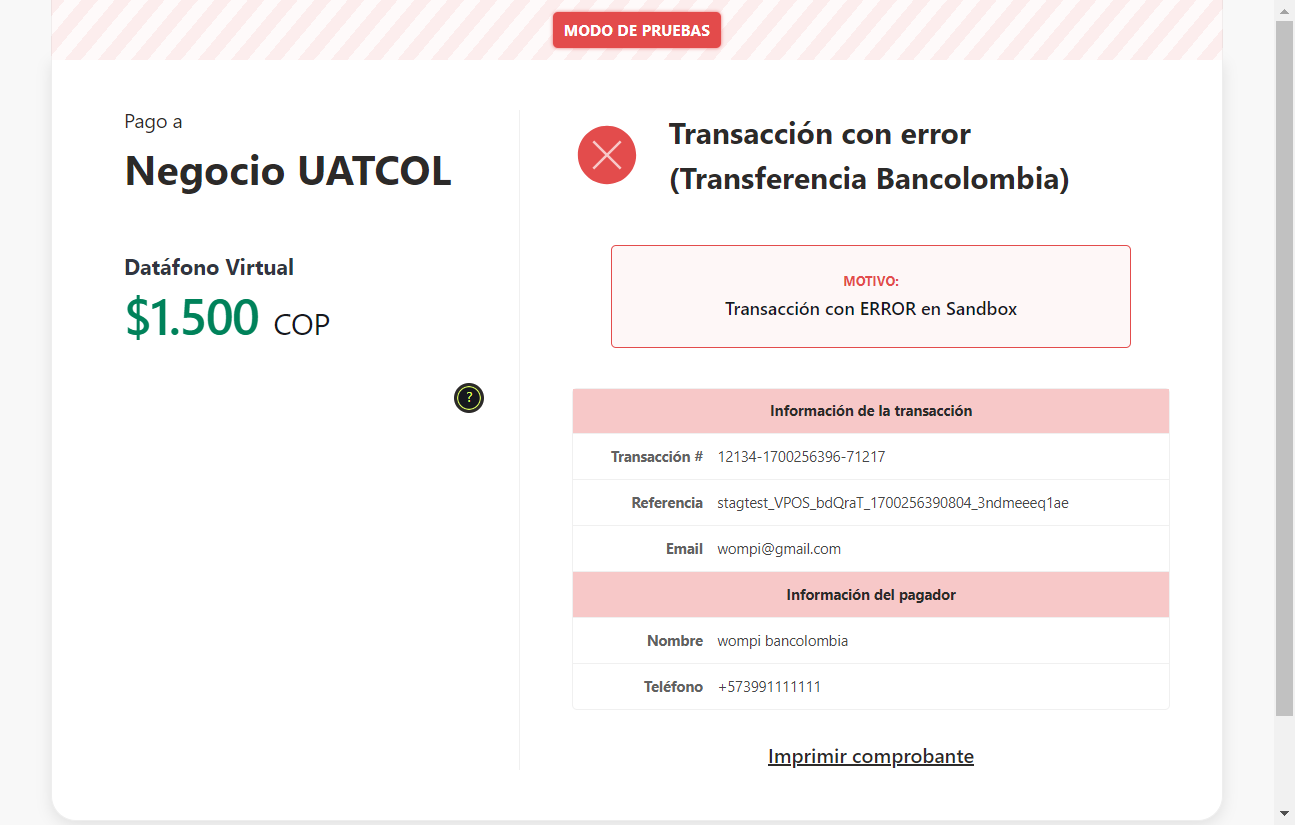 MODO DE PRUEBAS
Pago a
Negocio UATCOL
Datáfono Virtual
$1.500 COP
?
Transacción con error
(Transferencia Bancolombia)
MOTIVO:
Transacción con ERROR en Sandbox
Información de la transacción
Transacción # 12134-1700256396-71217
Referencia stagtest_VPOS_bdQraT_1700256390804_3ndmeeeq1ae
Email wompi@gmail.com
Información del pagador
Nombre wompi bancolombia
Teléfono +573991111111
Imprimir comprobante